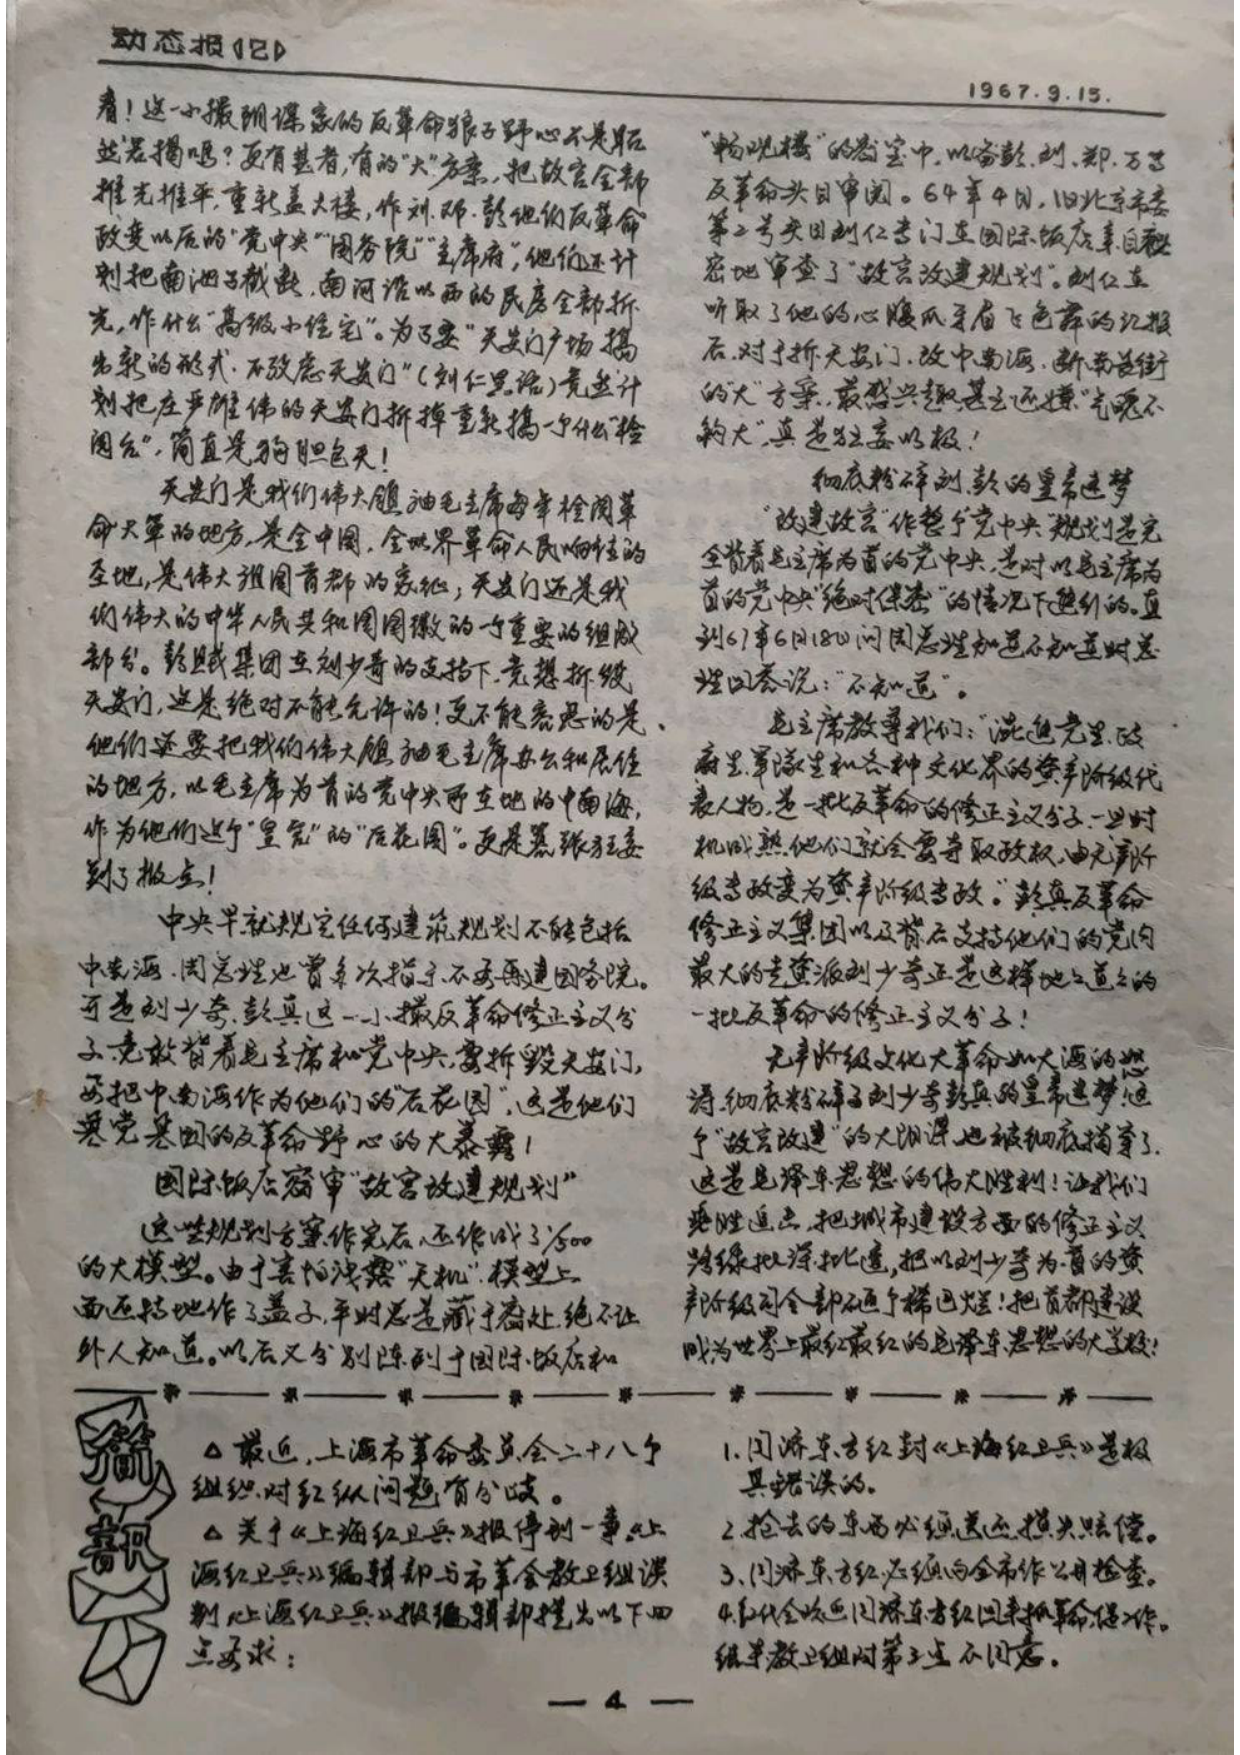 动态报(12)
1967.9.15.
看!这一小撮阴谋家的反革命狼子野心不是昭
然若揭吗?更有甚者,有的"大"方案,把故宫全部
推光推平,重新盖大楼,作刘、邓、彭他们反革命
政变以后的"党中央""国务院""主席府",他们还计
划把南池子截断,南河沿以西的民房全部拆
光,作什么"高级小住宅"。为了要"天安门广场搞
出新的形式,不考虑天安门"(刘仁黑话)竟然计
划把庄严雄伟的天安门拆掉重新搞一个什么"检
阅台",简直是狗胆包天!
天安门是我们伟大领袖毛主席每年检阅革
命大军的地方,是全中国,全世界革命人民响往的
圣地,是伟大祖国首都的象征;天安门还是我
们伟大的中华人民共和国国徽的一个重要的组成
部分。彭贼集团在刘少奇的支持下,竟想拆毁
天安门,这是绝对不能允许的!更不能容忍的是,
他们还要把我们伟大领袖毛主席办公和居住
的地方,以毛主席为首的党中央所在地的中南海,
作为他们这个"皇宫"的"后花园"。更是嚣张狂妄
到了极点!
中央早就规定任何建筑规划不能包括
中南海,周总理也曾多次指示不要再建国务院。
可是刘少奇、彭真这一小撮反革命修正主义分
子,竟敢背着毛主席和党中央,要拆毁天安门,
要把中南海作为他们的"后花园",这是他们
篡党篡国的反革命野心的大暴露!
国际饭店密审"故宫改建规划"
这些规划方案作完后,还作成了1/500
的大模型。由于害怕泄露"天机",模型上
面还特地作了盖子,平时总是藏于密处,绝不让
外人知道。以后又分别陈列于国际饭店和
"畅观楼"的密室中,以备彭、刘、郑、万等
反革命头目审阅。64年4月,旧北京市委
第二号头目刘仁专门在国际饭店亲自秘
密地审查了"故宫改建规划"。刘仁在
听取了他的心腹爪牙眉飞色舞的汇报
后,对于拆天安门,改中南海,断南长街
的"大"方案,最感兴趣,甚至还嫌"气魄不
够大",真是狂妄以极!
彻底粉碎刘、彭的皇帝迷梦
"改建故宫"作整个党中央"规划是完
全背着毛主席为首的党中央,是对以毛主席为
首的党中央"绝对保密"的情况下进行的。直
到67年6月18日问周总理知道不知道时总
理回答说:"不知道"。
毛主席教导我们:"混进党里、政
府里、军队里和各种文化界的资产阶级代
表人物,是一批反革命的修正主义分子,一旦时
机成熟,他们就会要夺取政权,由无产阶
级专政变为资产阶级专政。"彭真反革命
修正主义集团以及背后支持他们的党内
最大的走资派刘少奇正是这样地地道道的
一批反革命的修正主义分子!
无产阶级文化大革命如大海的怒
涛,彻底粉碎了刘少奇彭真的皇帝迷梦!这
个"故宫改建"的大阴谋也被彻底揭穿了.
这是毛泽东思想的伟大胜利!让我们
乘胜追击,把城市建设方面的修正主义
路线批深批透,把以刘少奇为首的资
产阶级司令部砸个稀巴烂!把首都建设
成为世界上最红最红的毛泽东思想的大学校!
简
訊
△最近,上海市革命委员会二十八个
组织对红纵问题有分歧。
△关于《上海红卫兵》报停刊一事,《上
海红卫兵》编辑部与市革会教卫组谈
判,《上海红卫兵》报编辑部提出以下四
点要求:
1.同济东方红封《上海红卫兵》是极
其错误的。
2.抢去的东西必须送还,损失赔偿。
3、同济东方红必须向全市作公开检查。
4.红代会欢迎同济东方红回来抓革命,促工作。
结果教卫组对第三点不同意。
— 4 —